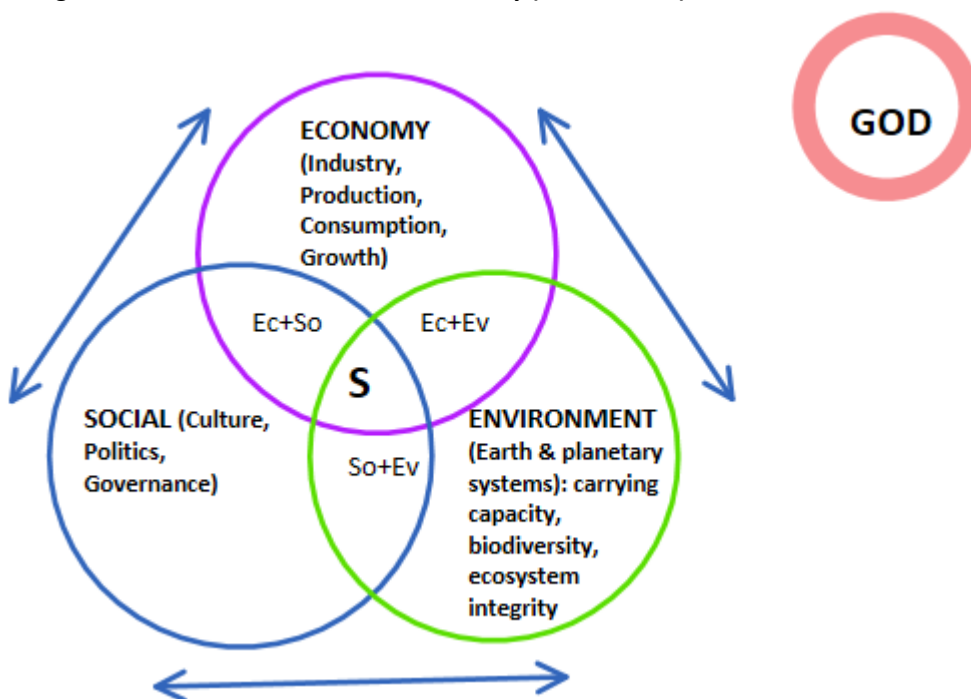 GOD
ECONOMY
(Industry,
Production,
Consumption,
Growth)
Ec+So
Ec+Ev
S
SOCIAL (Culture,
Politics,
Governance)
So+Ev
ENVIRONMENT
(Earth & planetary
systems): carrying
capacity,
biodiversity,
ecosystem
integrity